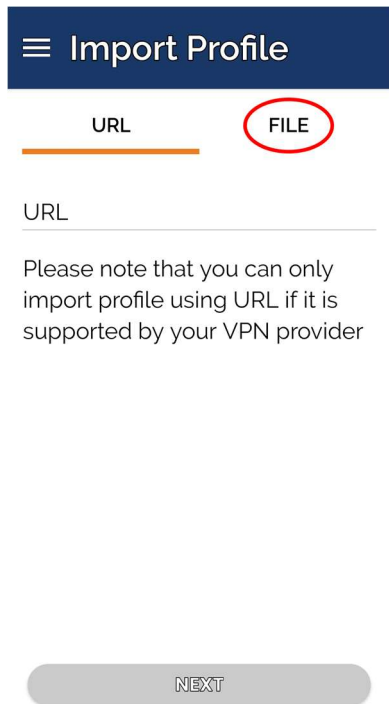 Import Profile
URL FILE
URL
Please note that you can only
import profile using URL if it is
supported by your VPN provider
NEXT